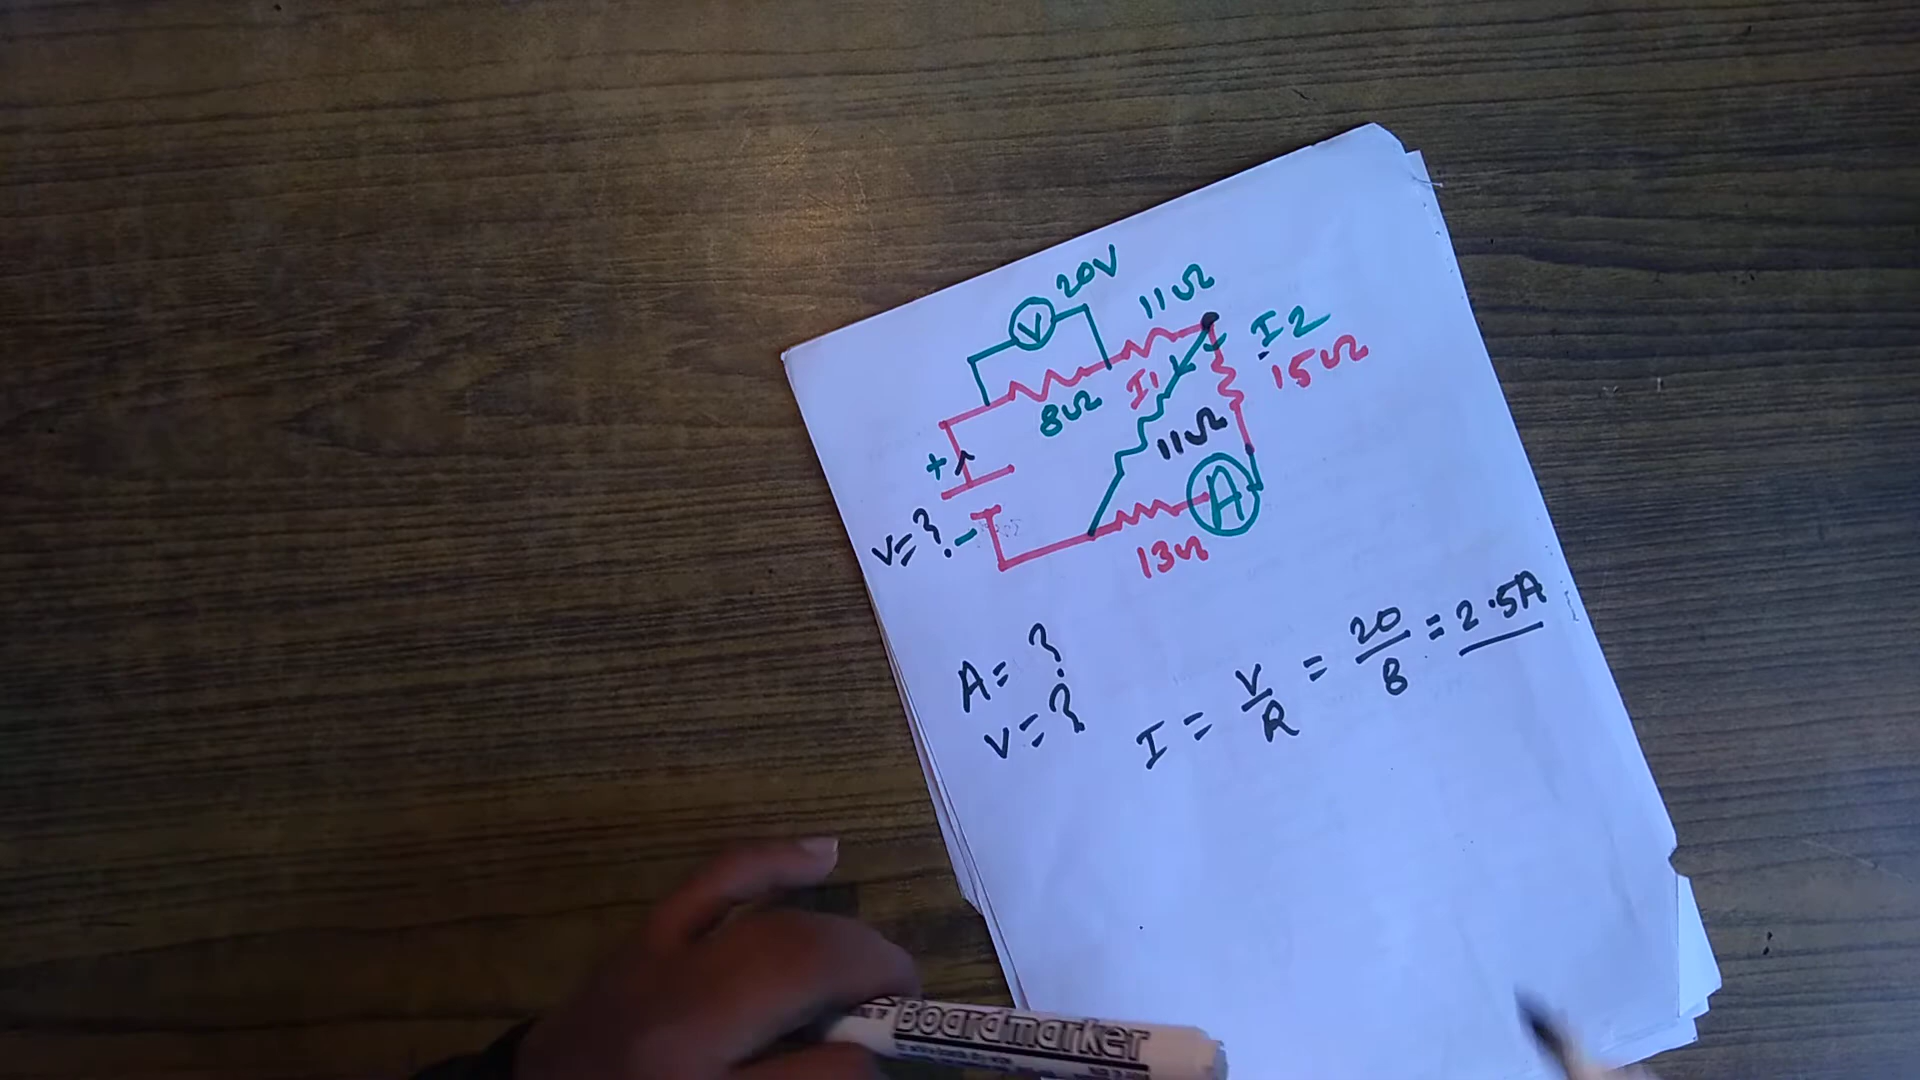 20V
V
11Ω
I2
15Ω
I1
8Ω
11Ω
+
A
V=?
-
13Ω
A=?
V=?
I = V/R = 20/8 = 2.5A
Boardmarker